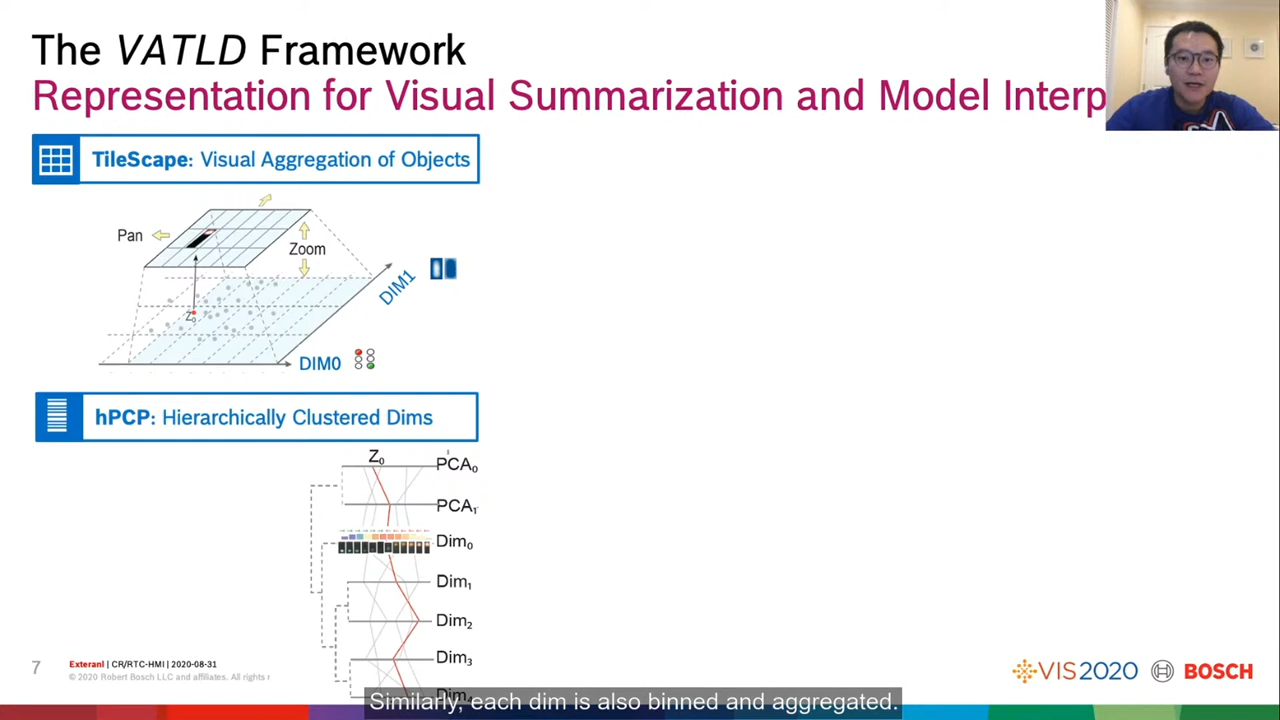 The VATLD Framework
Representation for Visual Summarization and Model Interp
TileScape: Visual Aggregation of Objects
Pan
Zoom
DIM1
Z0
DIM0
hPCP: Hierarchically Clustered Dims
Z0
PCA0
PCA1
Dim0
Dim1
Dim2
Dim3
Dim
7
Exteranl | CR/RTC-HMI | 2020-08-31
© 2020 Robert Bosch LLC and affiliates. All rights r
VIS2020
BOSCH
Similarly, each dim is also binned and aggregated.